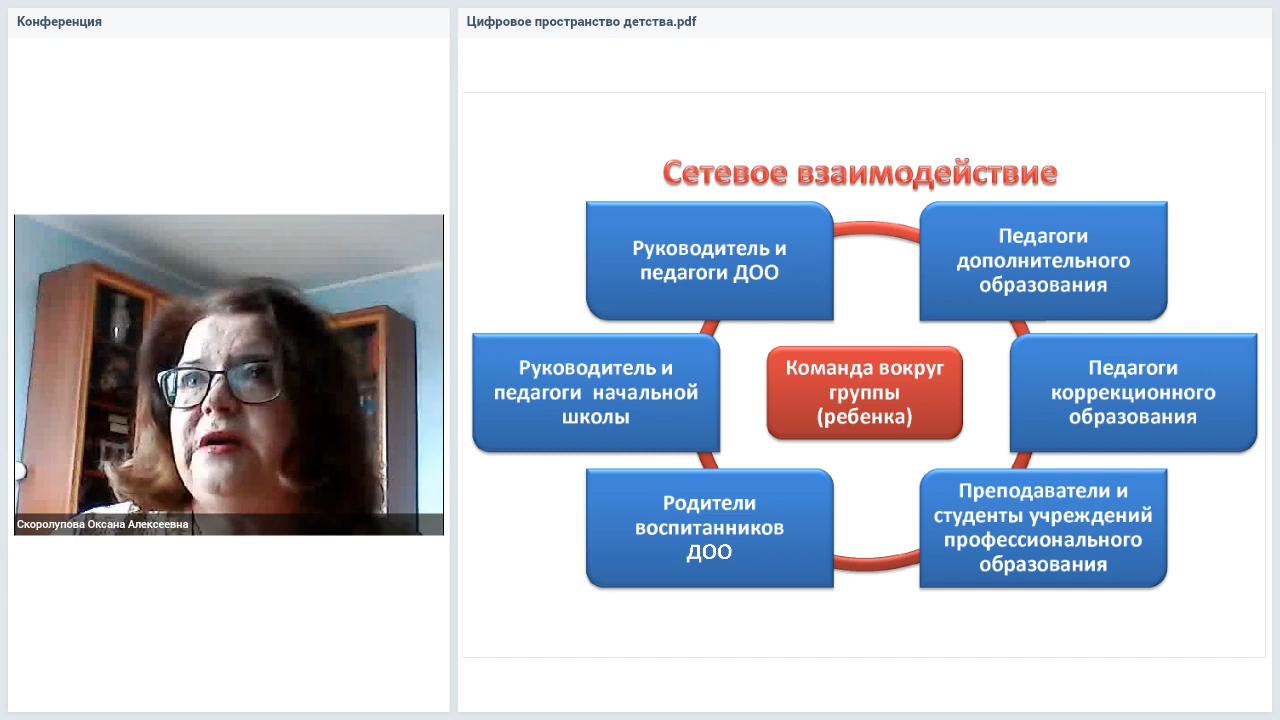 Конференция
Скоролупова Оксана Алексеевна
Цифровое пространство детства.pdf
Сетевое взаимодействие
Руководитель и
педагоги ДОО
Педагоги
дополнительного
образования
Руководитель и
педагоги начальной
школы
Команда вокруг
группы
(ребенка)
Педагоги
коррекционного
образования
Родители
воспитанников
ДОО
Преподаватели и
студенты учреждений
профессионального
образования